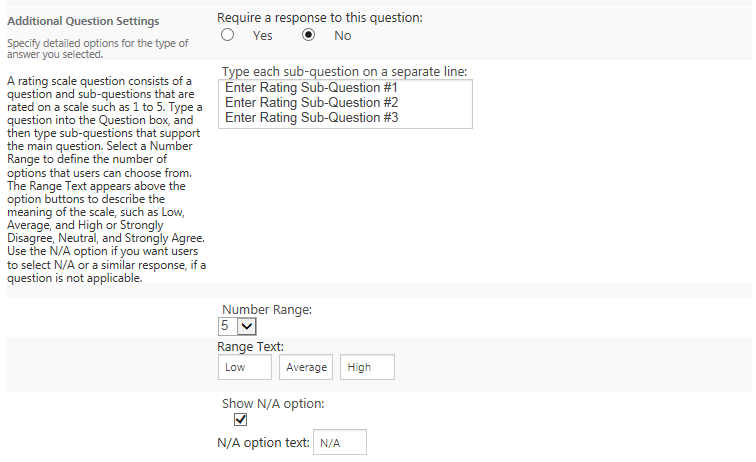 Additional Question Settings
Specify detailed options for the type of
answer you selected.
A rating scale question consists of a
question and sub-questions that are
rated on a scale such as 1 to 5. Type a
question into the Question box, and
then type sub-questions that support
the main question. Select a Number
Range to define the number of
options that users can choose from.
The Range Text appears above the
option buttons to describe the
meaning of the scale, such as Low,
Average, and High or Strongly
Disagree, Neutral, and Strongly Agree.
Use the N/A option if you want users
to select N/A or a similar response, if a
question is not applicable.
Require a response to this question:
Yes No
Type each sub-question on a separate line:
Enter Rating Sub-Question #1
Enter Rating Sub-Question #2
Enter Rating Sub-Question #3
Number Range:
5
Range Text:
Low Average High
Show N/A option:
N/A option text: N/A